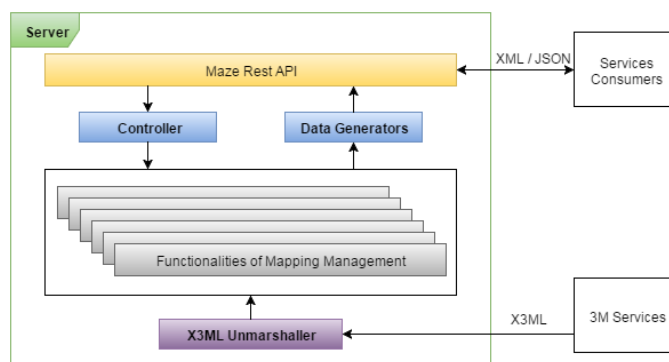 Server
Maze Rest API
XML / JSON
Services
Consumers
Controller
Data Generators
Functionalities of Mapping Management
X3ML Unmarshaller
X3ML
3M Services